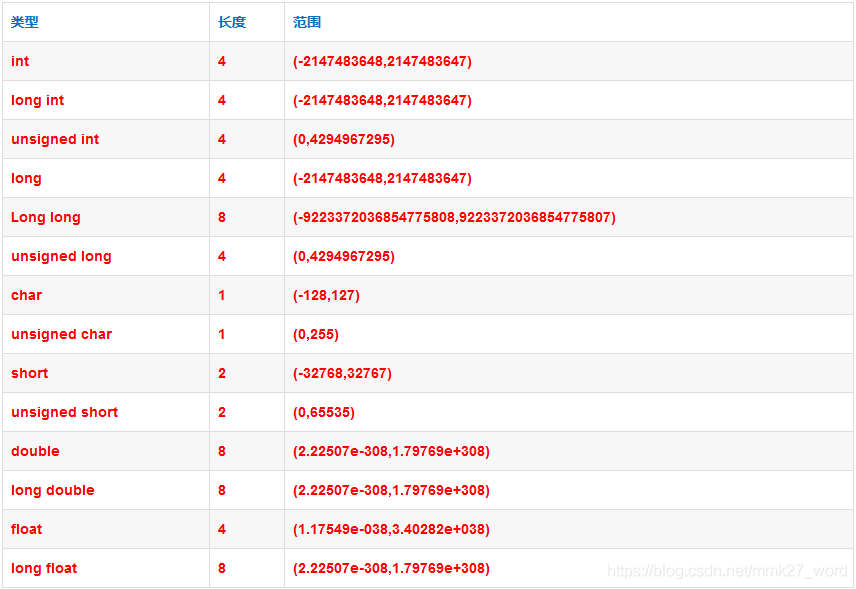 类型 长度 范围
int 4 (-2147483648,2147483647)
long int 4 (-2147483648,2147483647)
unsigned int 4 (0,4294967295)
long 4 (-2147483648,2147483647)
Long long 8 (-9223372036854775808,9223372036854775807)
unsigned long 4 (0,4294967295)
char 1 (-128,127)
unsigned char 1 (0,255)
short 2 (-32768,32767)
unsigned short 2 (0,65535)
double 8 (2.22507e-308,1.79769e+308)
long double 8 (2.22507e-308,1.79769e+308)
float 4 (1.17549e-038,3.40282e+038)
long float 8 (2.22507e-308,1.79769e+308)
https://blog.csdn.net/mmk27_word